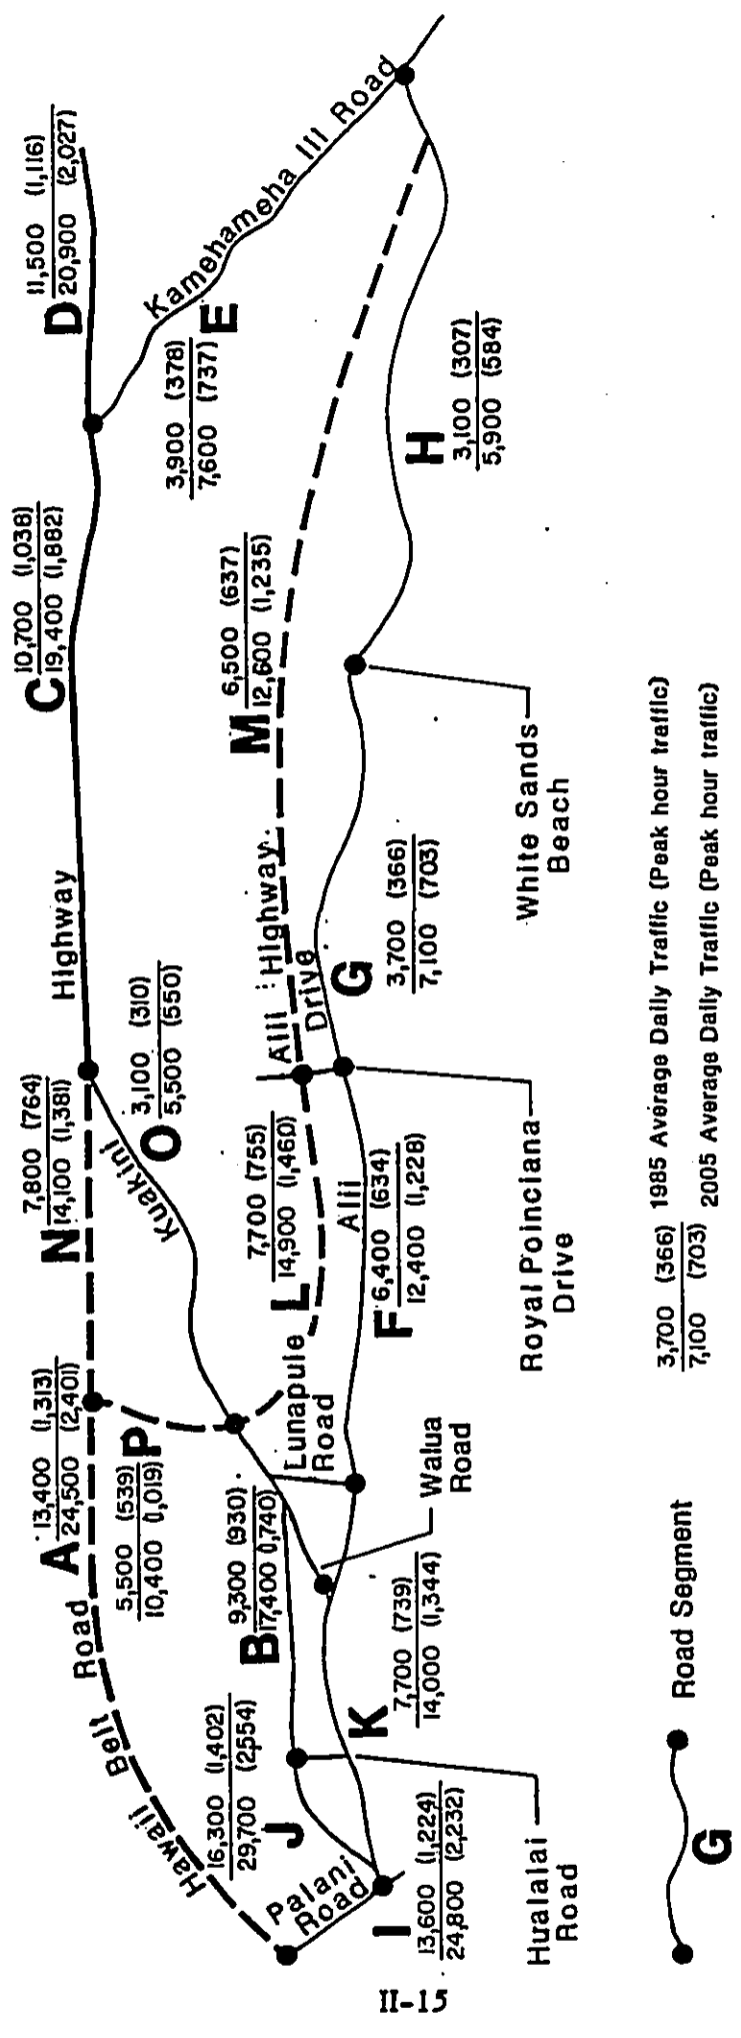 D 11,500 (1,116)
20,900 (2,027)
Kamehameha III Road
E
3,900 (378)
7,600 (737)
C 10,700 (1,038)
19,400 (1,882)
H
3,100 (307)
5,900 (584)
M 6,500 (637)
12,600 (1,235)
White Sands
Beach
Highway
Alii Highway
Drive
G
3,700 (366)
7,100 (703)
O 3,100 (310)
5,500 (550)
Kuakini
N 7,800 (764)
14,100 (1,381)
L 7,700 (755)
14,900 (1,460)
Alii
F 6,400 (634)
12,400 (1,228)
Royal Poinciana
Drive
A 13,400 (1,313)
24,500 (2,401)
P
5,500 (539)
10,400 (1,019)
Lunapule
Road
Walua
Road
B 9,300 (930)
17,400 (1,740)
K
7,700 (739)
14,000 (1,344)
Hawaii Belt Road
J
16,300 (1,402)
29,700 (2,554)
Palani
Road
I
13,600 (1,224)
24,800 (2,232)
Hualalai
Road
3,700 (366) 1985 Average Daily Traffic (Peak hour traffic)
7,100 (703) 2005 Average Daily Traffic (Peak hour traffic)
G
Road Segment
II-15